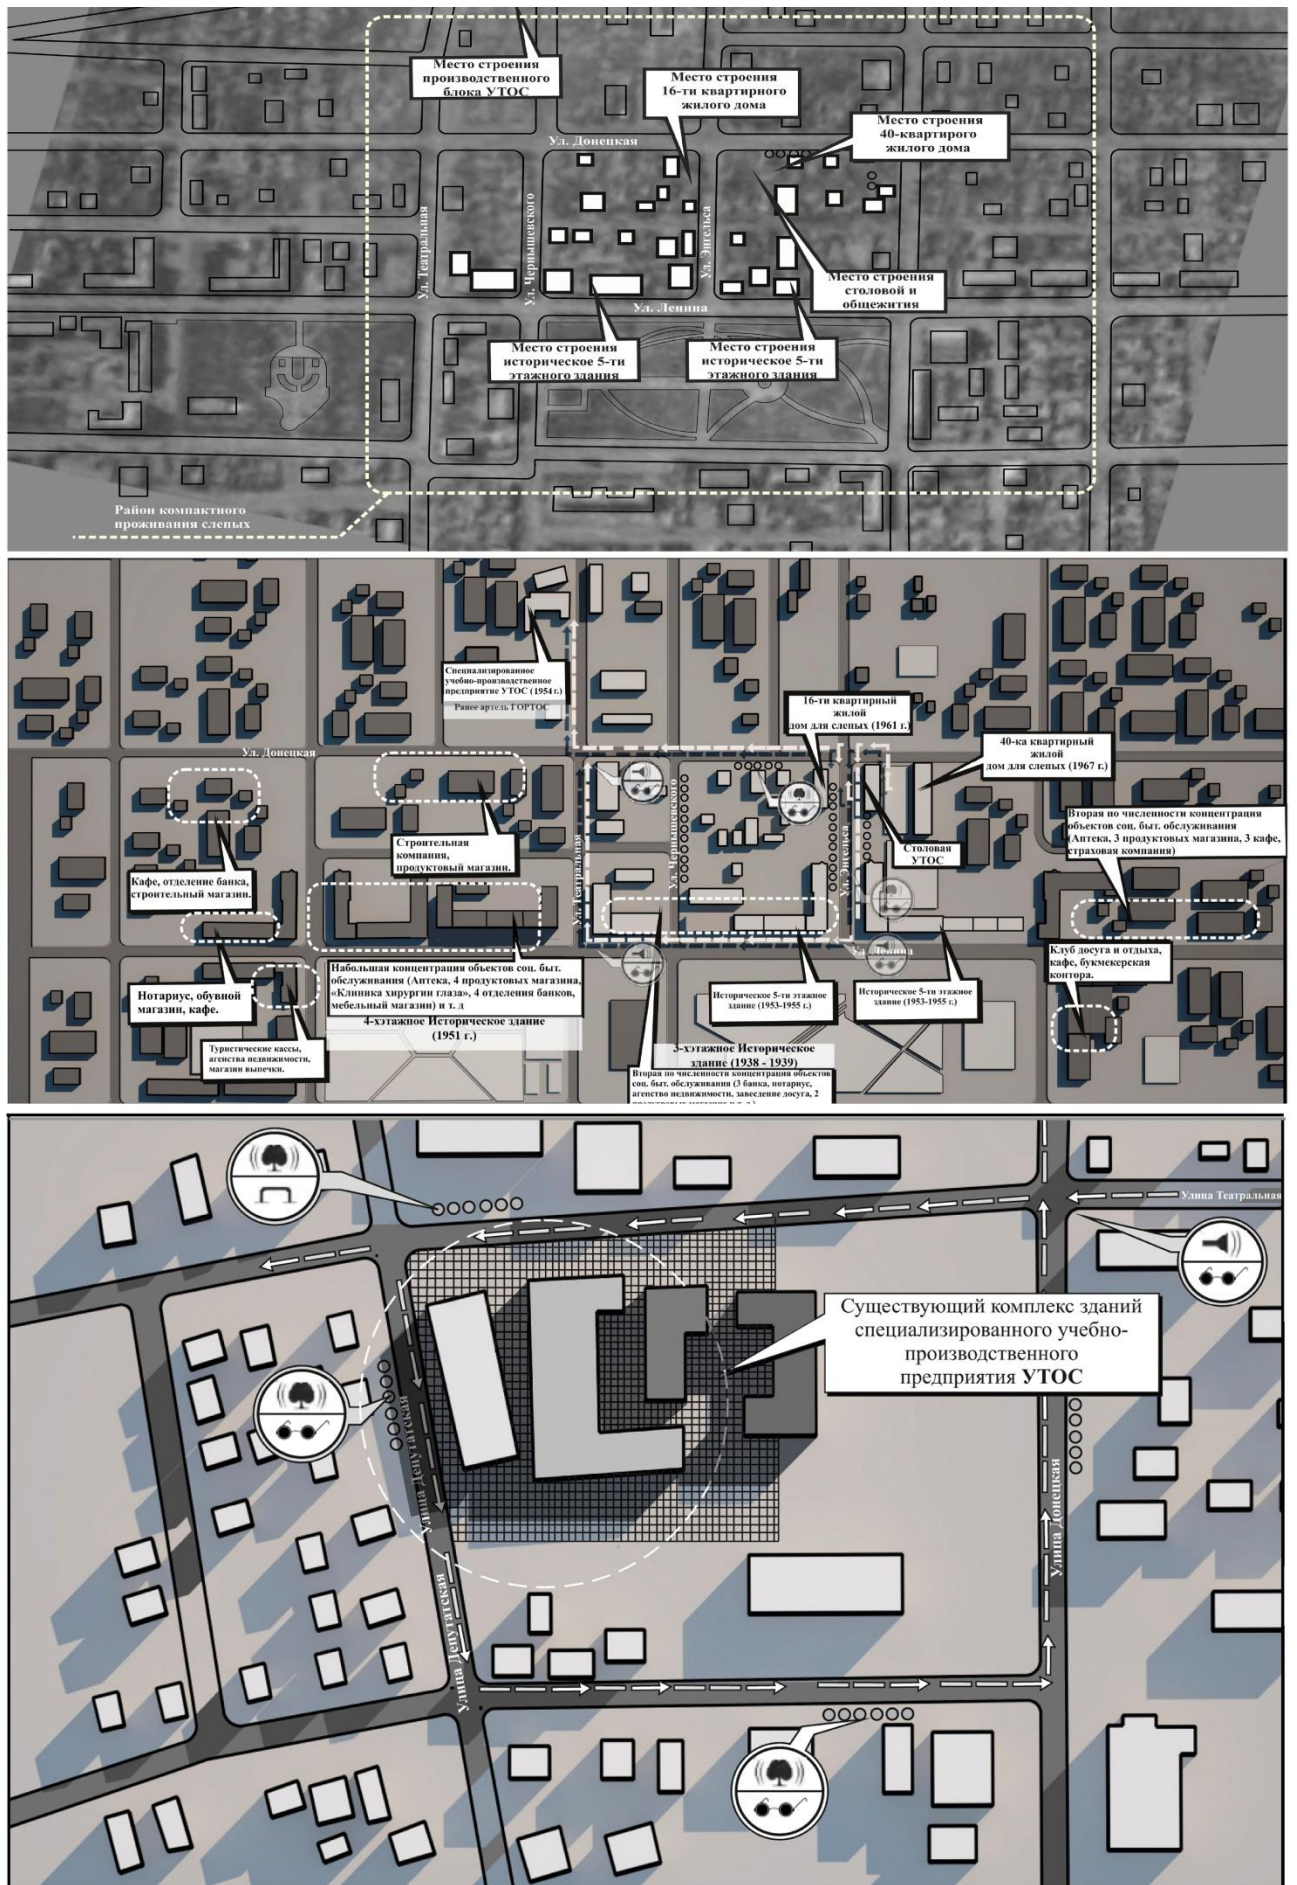 Место строения
производственного
блока УТОС
Место строения
16-ти квартирного
жилого дома
Место строения
40-квартирого
жилого дома
Ул. Донецкая
Ул. Театральная
Ул. Чернышевского
Ул. Энгельса
Место строения
столовой и
общежития
Ул. Ленина
Место строения
историческое 5-ти
этажного здания
Место строения
историческое 5-ти
этажного здания
Район компактного
проживания слепых
Специализированное
учебно-производственное
предприятие УТОС (1954 г.)
Ранее артель ГОРТОС
16-ти квартирный
жилой
дом для слепых (1961 г.)
40-ка квартирный
жилой
дом для слепых (1967 г.)
Ул. Донецкая
Ул. Театральная
Ул. Чернышевского
Ул. Энгельса
Столовая
УТОС
Вторая по численности концентрация
объектов соц. быт. обслуживания
(Аптека, 3 продуктовых магазина, 3 кафе,
страховая компания)
Строительная
компания,
продуктовый магазин.
Кафе, отделение банка,
строительный магазин.
Ул. Ленина
Клуб досуга и отдыха,
кафе, букмекерская
контора.
Набольшая концентрация объектов соц. быт.
обслуживания (Аптека, 4 продуктовых магазина,
«Клиника хирургии глаза», 4 отделения банков,
мебельный магазин) и т. д
4-хэтажное Историческое здание
(1951 г.)
Нотариус, обувной
магазин, кафе.
Историческое 5-ти этажное
здание (1953-1955 г.)
Историческое 5-ти этажное
здание (1953-1955 г.)
Туристические кассы,
агенства недвижимости,
магазин выпечки.
3-хэтажное Историческое
здание (1938 - 1939)
Вторая по численности концентрация объектов
соц. быт. обслуживания (3 банка, нотариус,
агенство недвижимости, заведение досуга, 2
Улица Театральная
Существующий комплекс зданий
специализированного учебно-
производственного
предприятия УТОС
Улица Депутатская
Улица Депутатская
Улица Донецкая